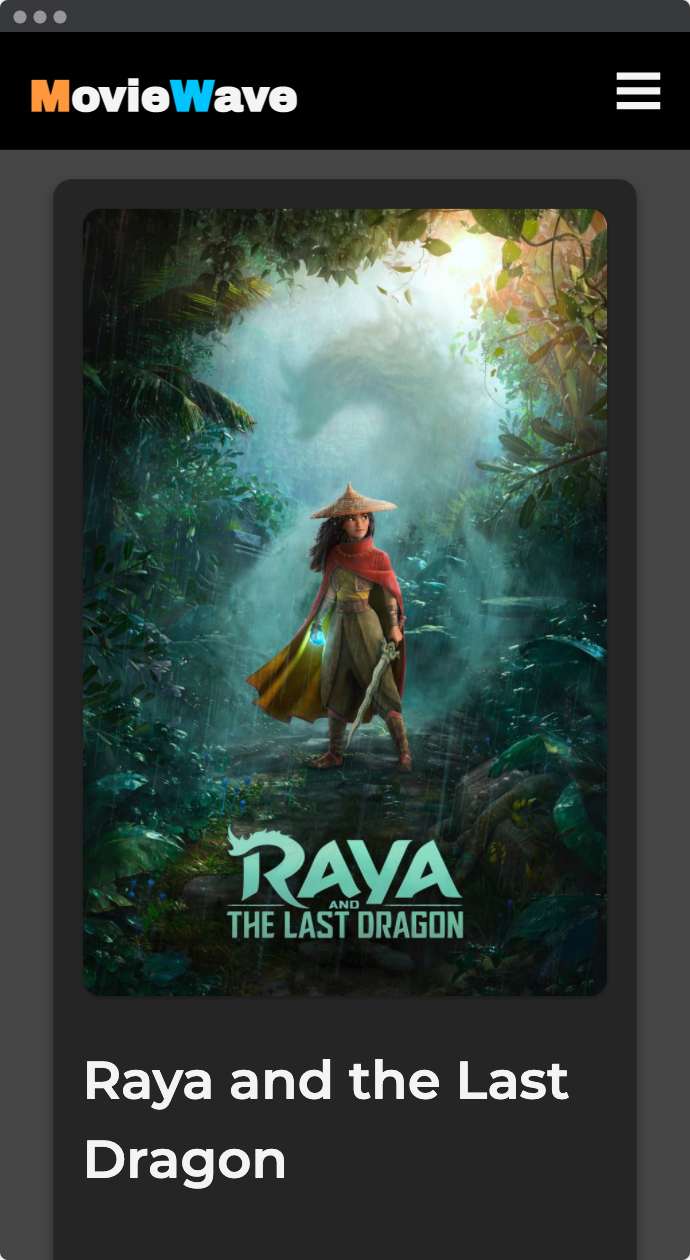 MovieWave
RAYA
AND
THE LAST DRAGON
Raya and the Last
Dragon